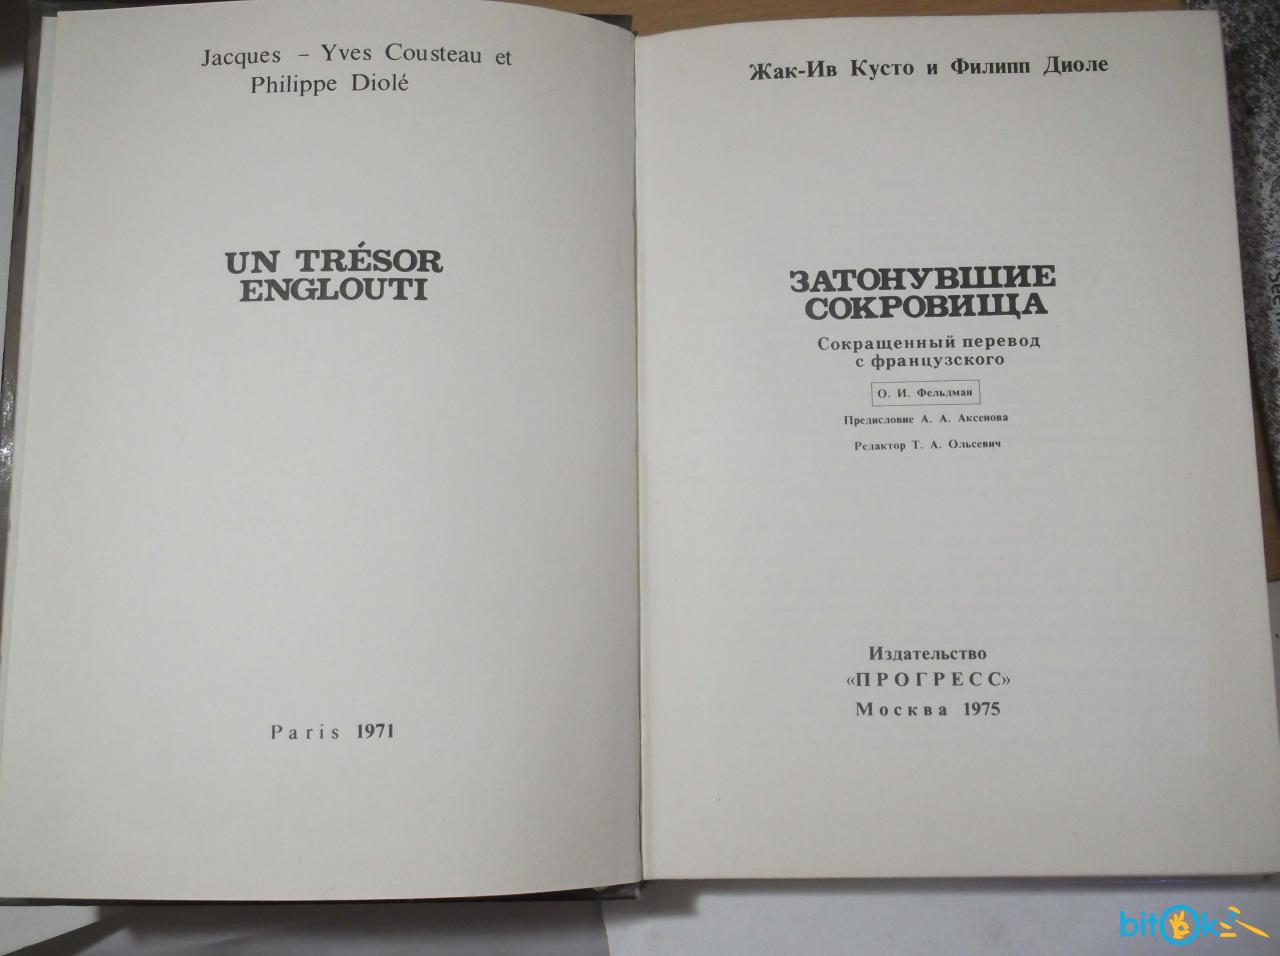 Jacques – Yves Cousteau et
Philippe Diolé
UN TRÉSOR
ENGLOUTI
Paris 1971
Жак-Ив Кусто и Филипп Диоле
ЗАТОНУВШИЕ
СОКРОВИЩА
Сокращенный перевод
с французского
О. И. Фельдман
Предисловие А. А. Аксенова
Редактор Т. А. Ольсевич
Издательство
«ПРОГРЕСС»
Москва 1975